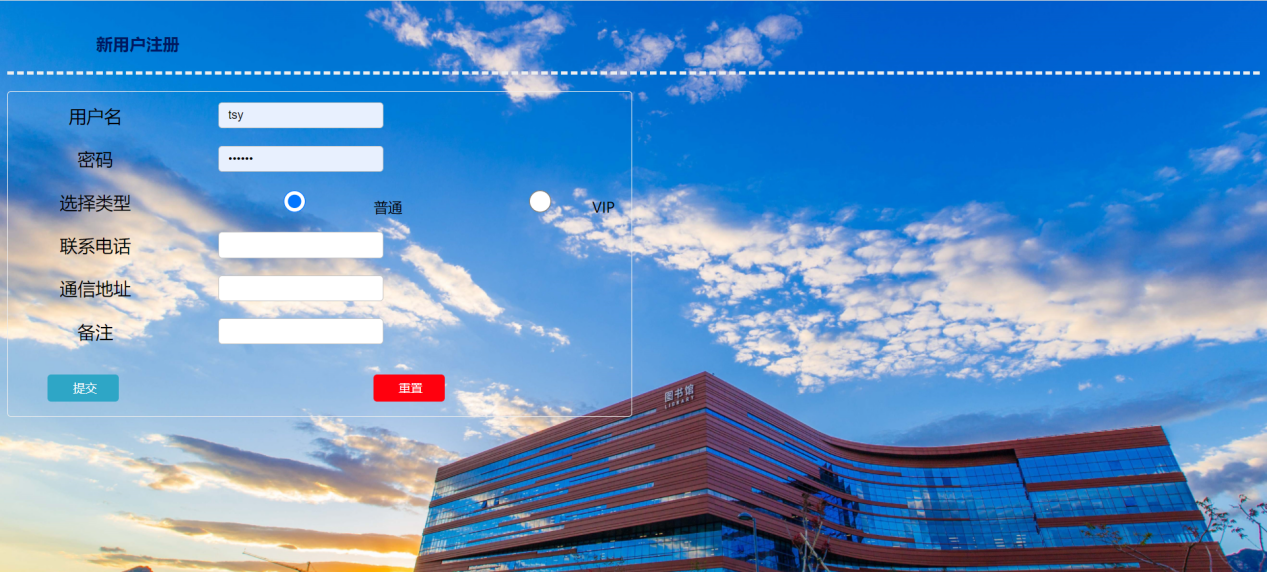 新用户注册
用户名 tsy
密码 ••••••
选择类型 普通 VIP
联系电话
通信地址
备注
提交 重置
图书馆
LIBRARY